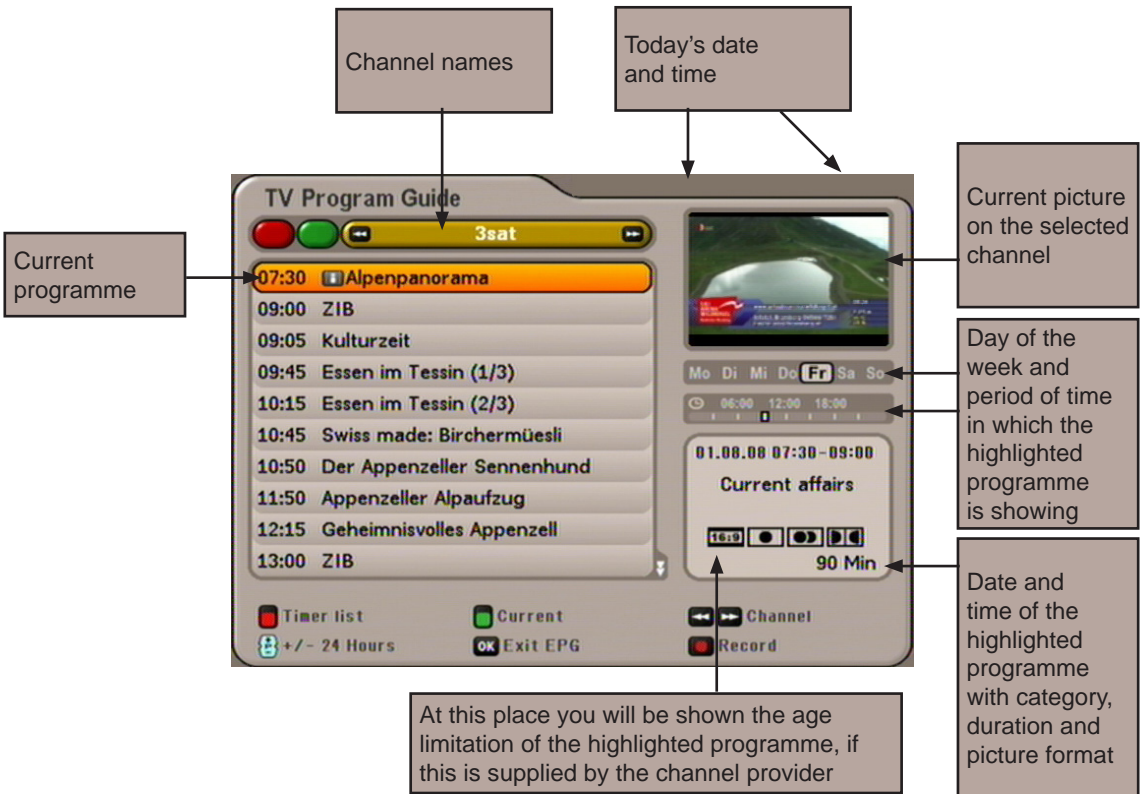 Channel names
Today's date
and time
Current picture
on the selected
channel
Current
programme
TV Program Guide
3sat
07:30 Alpenpanorama
09:00 ZIB
09:05 Kulturzeit
09:45 Essen im Tessin (1/3)
10:15 Essen im Tessin (2/3)
10:45 Swiss made: Birchermüesli
10:50 Der Appenzeller Sennenhund
11:50 Appenzeller Alpaufzug
12:15 Geheimnisvolles Appenzell
13:00 ZIB
Mo Di Mi Do Fr Sa So
06:00 12:00 18:00
01.08.08 07:30-09:00
Current affairs
16:9
90 Min
Day of the
week and
period of time
in which the
highlighted
programme
is showing
Date and
time of the
highlighted
programme
with category,
duration and
picture format
Timer list
Current
Channel
+/- 24 Hours
OK Exit EPG
Record
At this place you will be shown the age
limitation of the highlighted programme, if
this is supplied by the channel provider